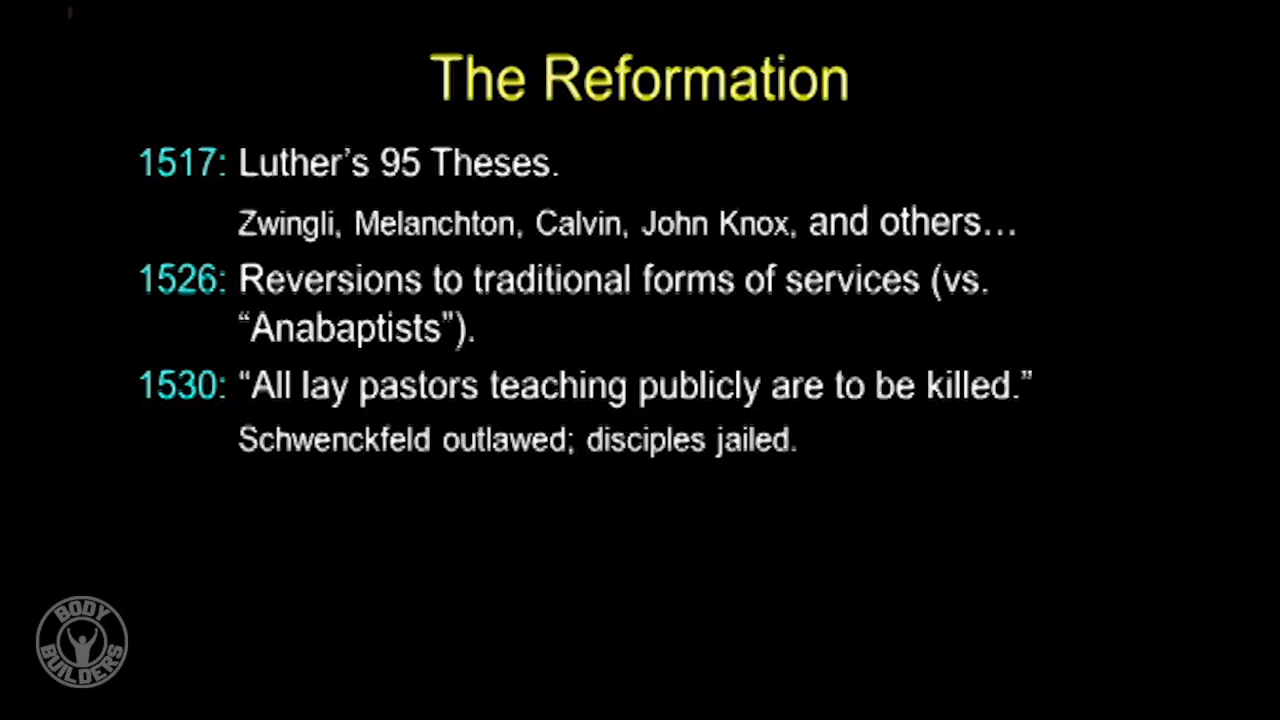 The Reformation
1517: Luther’s 95 Theses.
Zwingli, Melanchton, Calvin, John Knox, and others…
1526: Reversions to traditional forms of services (vs.
“Anabaptists”).
1530: “All lay pastors teaching publicly are to be killed.”
Schwenckfeld outlawed; disciples jailed.
BODY
BUILDERS